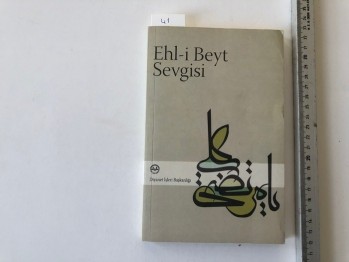 41
Ehl-i Beyt
Sevgisi
Diyanet İşleri Başkanlığı